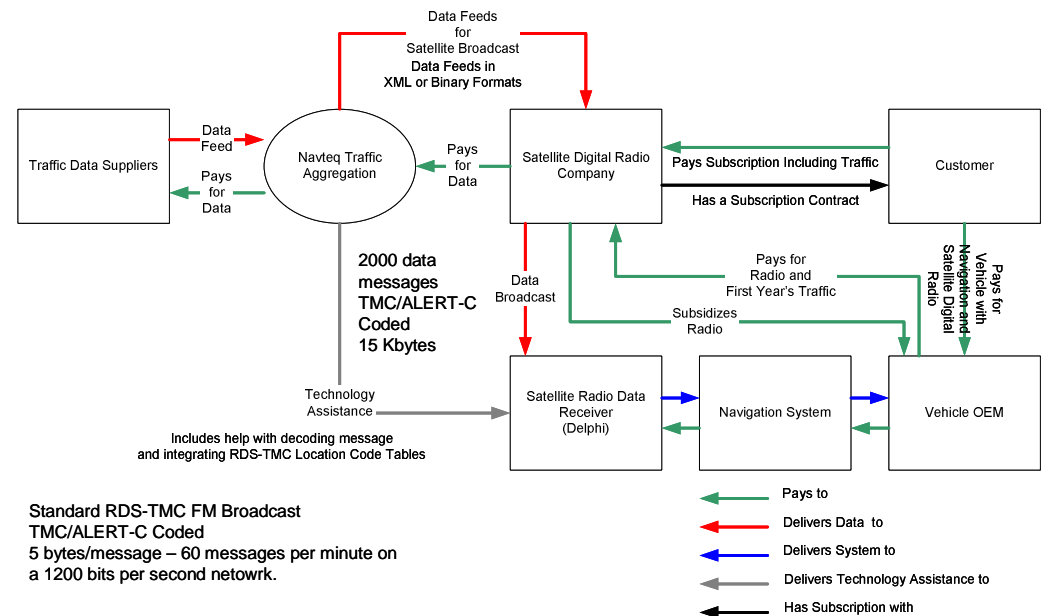 Data Feeds
for
Satellite Broadcast
Data Feeds in
XML or Binary Formats
Traffic Data Suppliers
Data
Feed
Pays
for
Data
Navteq Traffic
Aggregation
Pays
for
Data
Satellite Digital Radio
Company
Pays Subscription Including Traffic
Has a Subscription Contract
Customer
2000 data
messages
TMC/ALERT-C
Coded
15 Kbytes
Data
Broadcast
Pays for
Radio and
First Year's Traffic
Subsidizes
Radio
Pays for
Vehicle with
Navigation and
Satellite Digital
Radio
Technology
Assistance
Includes help with decoding message
and integrating RDS-TMC Location Code Tables
Satellite Radio Data
Receiver
(Delphi)
Navigation System
Vehicle OEM
Standard RDS-TMC FM Broadcast
TMC/ALERT-C Coded
5 bytes/message – 60 messages per minute on
a 1200 bits per second netowrk.
Pays to
Delivers Data to
Delivers System to
Delivers Technology Assistance to
Has Subscription with